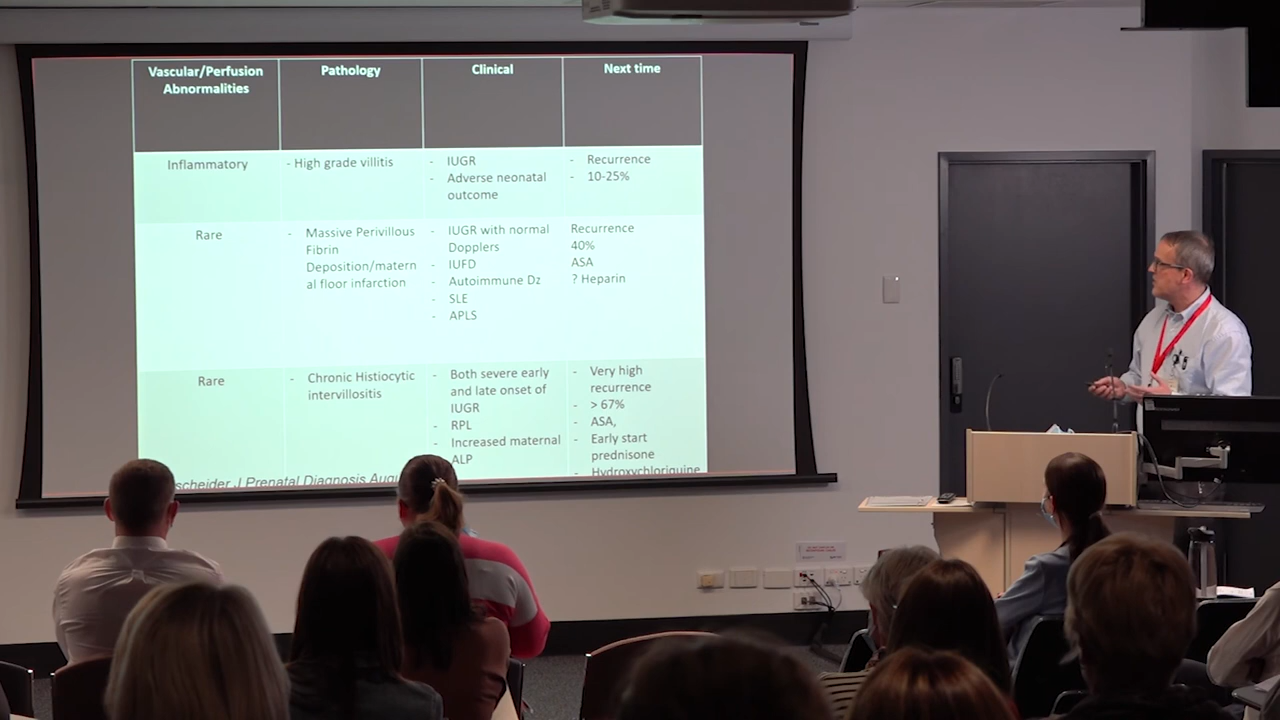 Vascular/Perfusion
Abnormalities
Pathology
Clinical
Next time
Inflammatory
- High grade villitis
- IUGR
- Adverse neonatal
outcome
- Recurrence
- 10-25%
Rare
- Massive Perivillous
Fibrin
Deposition/matern
al floor infarction
- IUGR with normal
Dopplers
- IUFD
- Autoimmune Dz
- SLE
- APLS
Recurrence
40%
ASA
? Heparin
Rare
- Chronic Histiocytic
intervillositis
- Both severe early
and late onset of
IUGR
- RPL
- Increased maternal
ALP
- Very high
recurrence
- > 67%
- ASA,
- Early start
prednisone
- Hydroxychloriquine
scheider J Prenatal Diagnosis